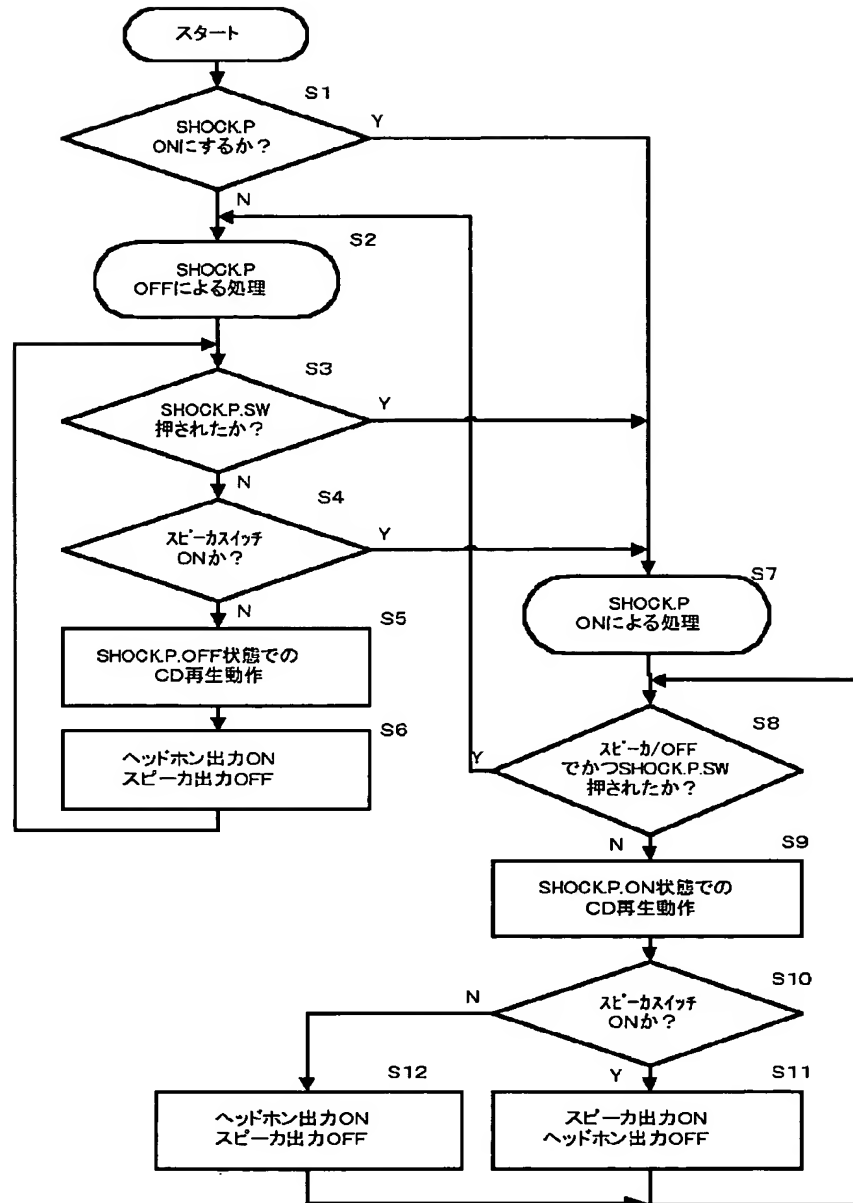 スタート
S1
SHOCK.P
ONにするか？
Y
N
S2
SHOCK.P
OFFによる処理
S3
SHOCK.P.SW
押されたか？
Y
N
S4
スピーカスイッチ
ONか？
Y
N
S5
SHOCK.P.OFF状態での
CD再生動作
S6
ヘッドホン出力ON
スピーカ出力OFF
S7
SHOCK.P
ONによる処理
S8
スピーカ/OFF
でかつSHOCK.P.SW
押されたか？
Y
N
S9
SHOCK.P.ON状態での
CD再生動作
S10
スピーカスイッチ
ONか？
N
Y
S12
ヘッドホン出力ON
スピーカ出力OFF
S11
スピーカ出力ON
ヘッドホン出力OFF